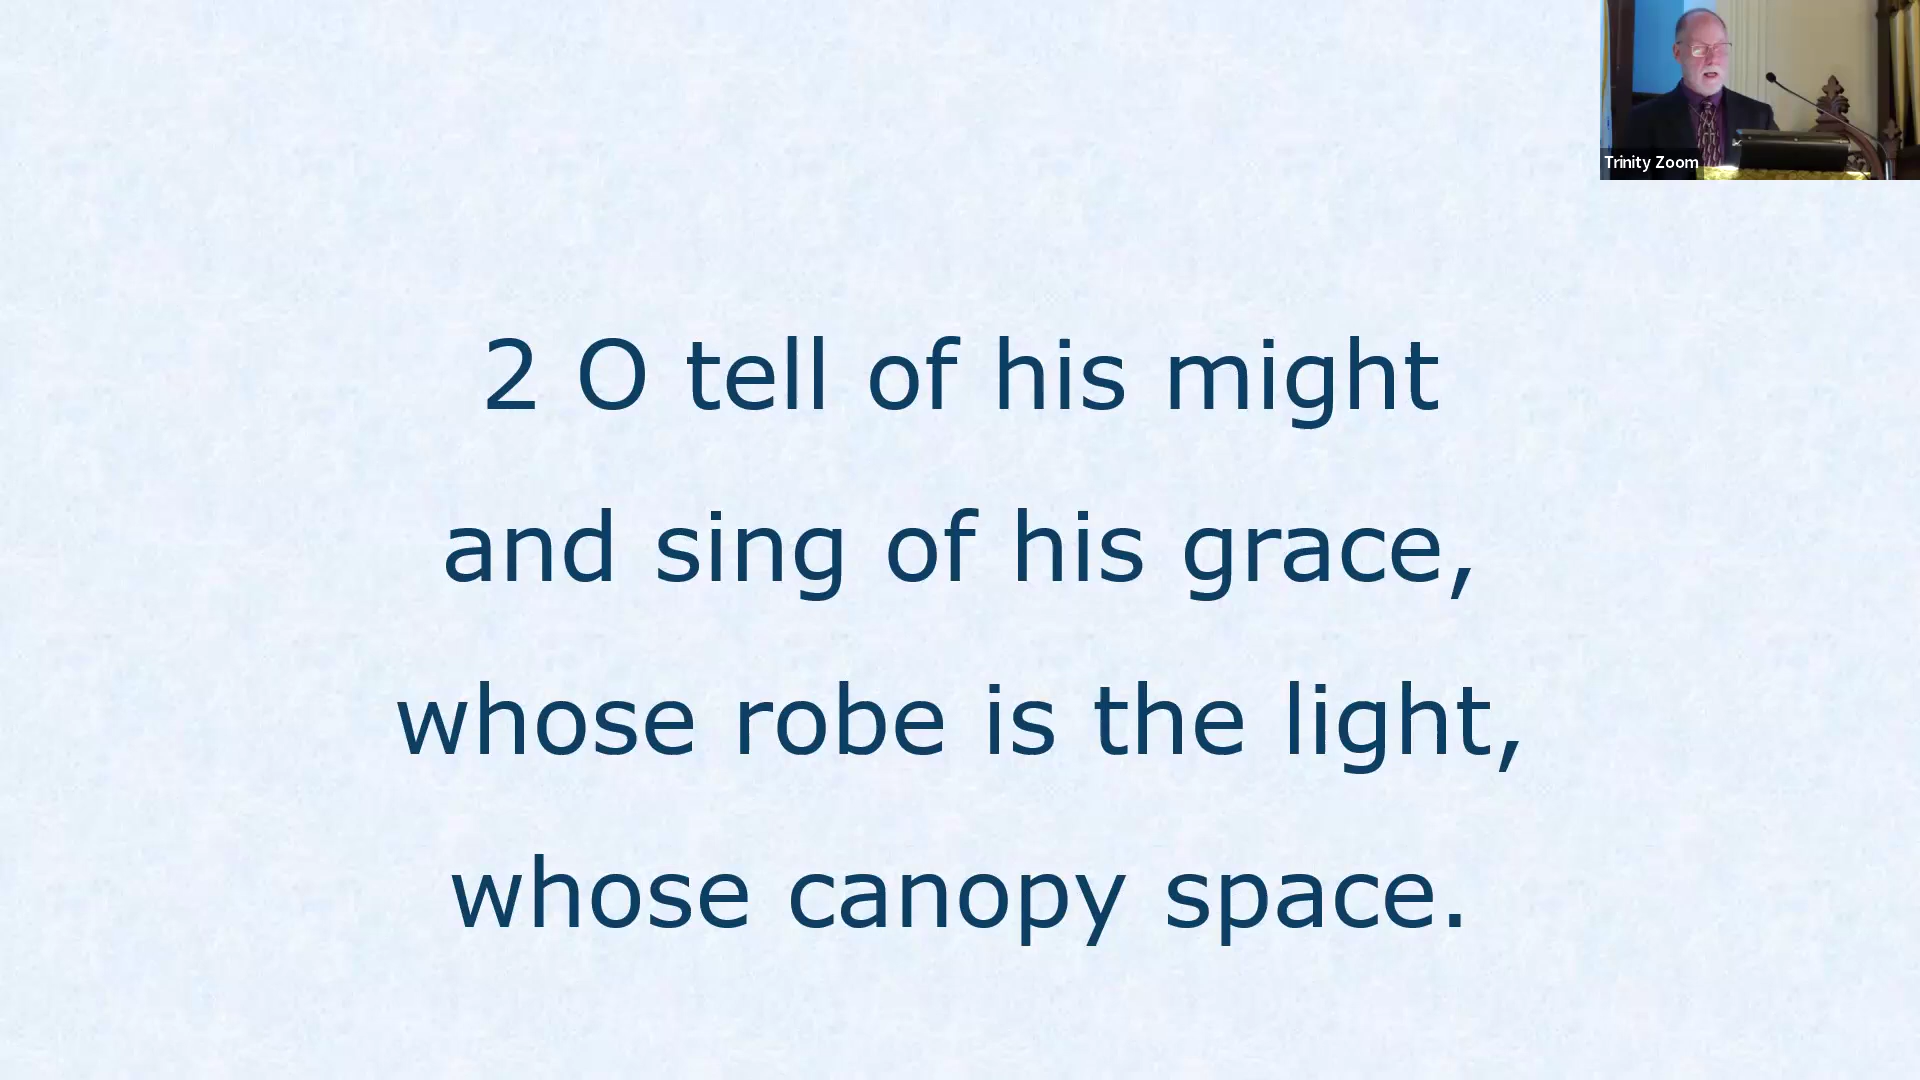 Trinity Zoom
2 O tell of his might
and sing of his grace,
whose robe is the light,
whose canopy space.